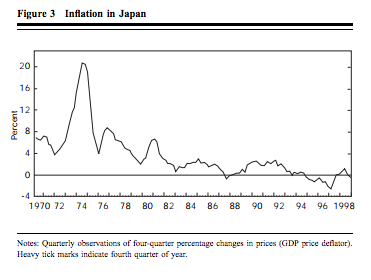 Figure 3 Inflation in Japan
20
16
12
8
4
0
-4
Percent
1970 72 74 76 78 80 82 84 86 88 90 92 94 96 1998
Notes: Quarterly observations of four-quarter percentage changes in prices (GDP price deflator).
Heavy tick marks indicate fourth quarter of year.